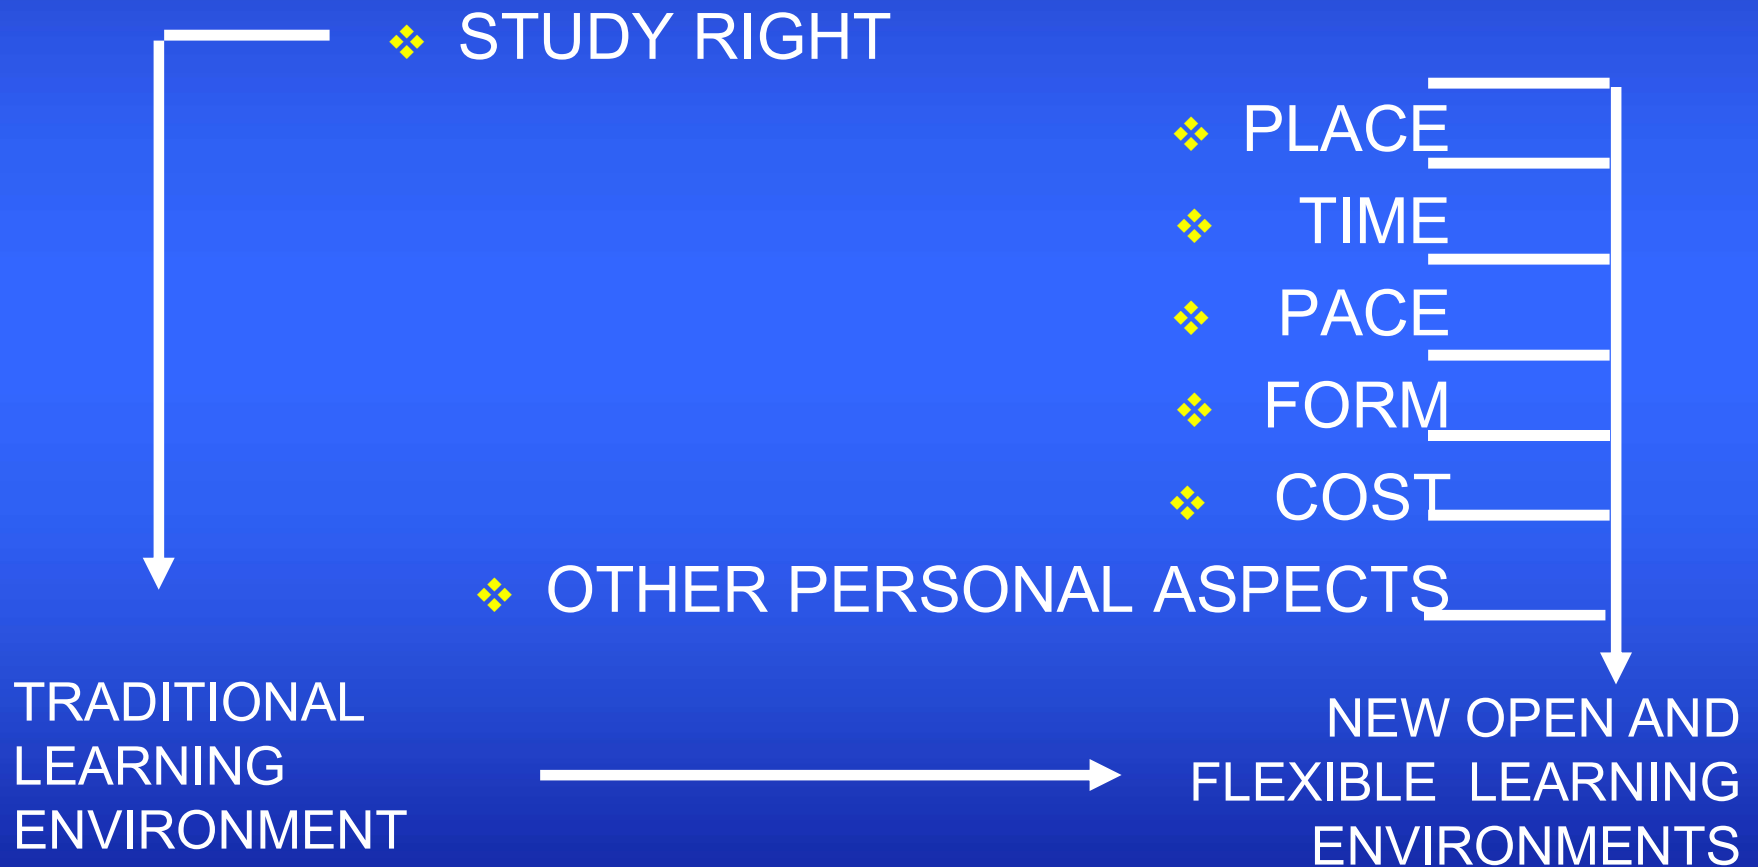 ❖ STUDY RIGHT
❖ PLACE
❖ TIME
❖ PACE
❖ FORM
❖ COST
❖ OTHER PERSONAL ASPECTS
TRADITIONAL
LEARNING
ENVIRONMENT
NEW OPEN AND
FLEXIBLE LEARNING
ENVIRONMENTS